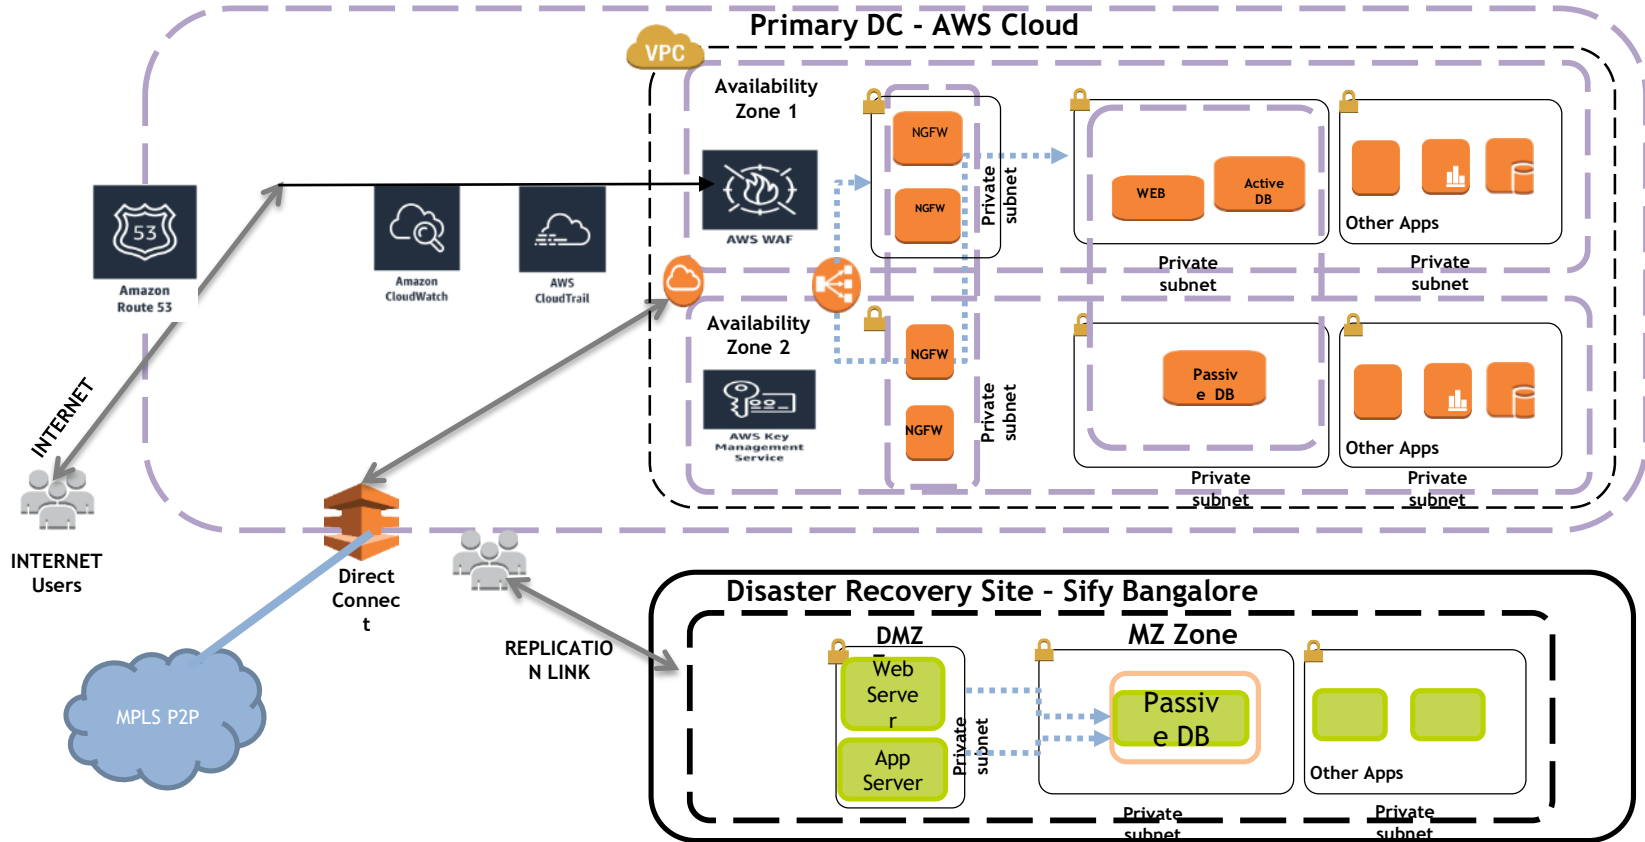 Primary DC - AWS Cloud
VPC
Availability
Zone 1
NGFW
NGFW
Private
subnet
AWS WAF
WEB
Active
DB
Private
subnet
Other Apps
Private
subnet
53
Amazon
Route 53
Amazon
CloudWatch
AWS
CloudTrail
Availability
Zone 2
AWS Key
Management
Service
NGFW
NGFW
Private
subnet
Passiv
e DB
Private
subnet
Other Apps
Private
subnet
INTERNET
INTERNET
Users
Direct
Connec
t
MPLS P2P
REPLICATIO
N LINK
Disaster Recovery Site – Sify Bangalore
DMZ
Web
Serve
r
App
Server
Private
subnet
MZ Zone
Passiv
e DB
Private
subnet
Other Apps
Private
subnet